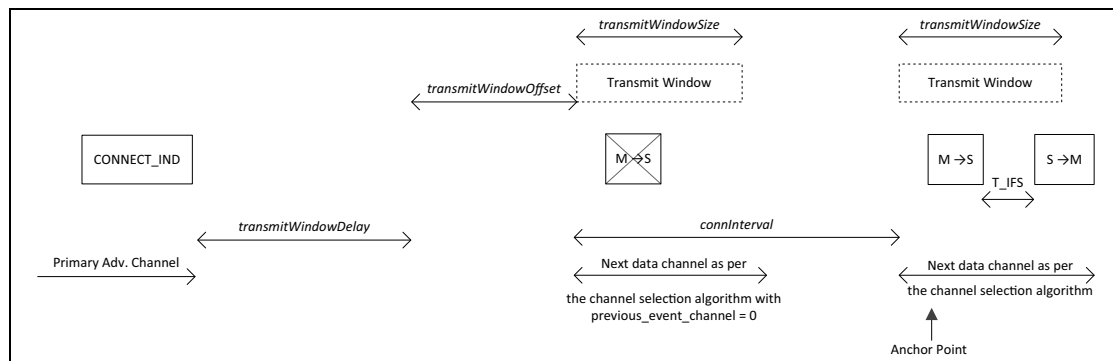 transmitWindowSize
transmitWindowSize
Transmit Window
Transmit Window
transmitWindowOffset
CONNECT_IND
M → S
M → S
S → M
T_IFS
transmitWindowDelay
connInterval
Primary Adv. Channel
Next data channel as per
the channel selection algorithm with
previous_event_channel = 0
Next data channel as per
the channel selection algorithm
Anchor Point